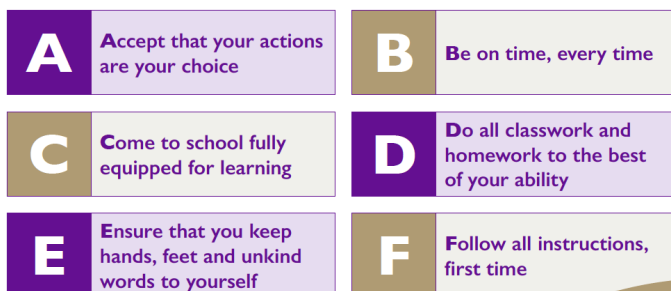 A
Accept that your actions
are your choice
B
Be on time, every time
C
Come to school fully
equipped for learning
D
Do all classwork and
homework to the best
of your ability
E
Ensure that you keep
hands, feet and unkind
words to yourself
F
Follow all instructions,
first time